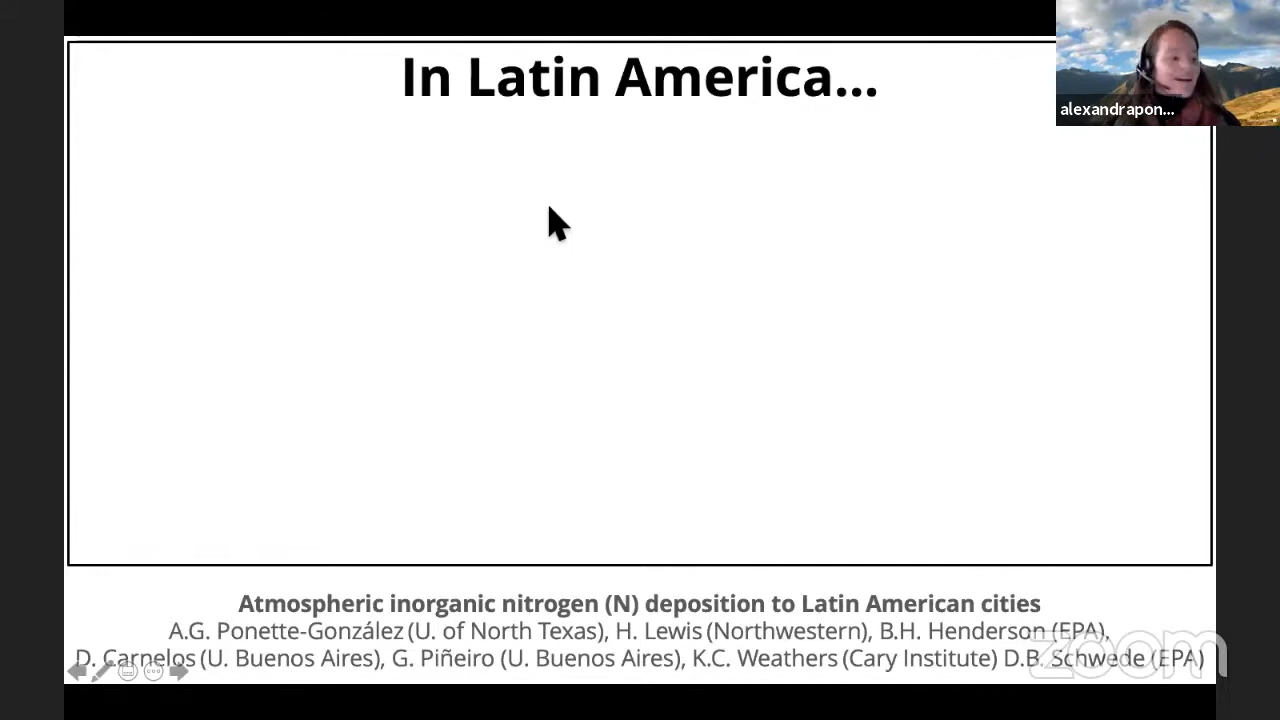 In Latin America...
alexandrapon...
Atmospheric inorganic nitrogen (N) deposition to Latin American cities
A.G. Ponette-González (U. of North Texas), H. Lewis (Northwestern), B.H. Henderson (EPA),
D. Carnelos (U. Buenos Aires), G. Piñeiro (U. Buenos Aires), K.C. Weathers (Cary Institute) D.B. Schwede (EPA)
zoom